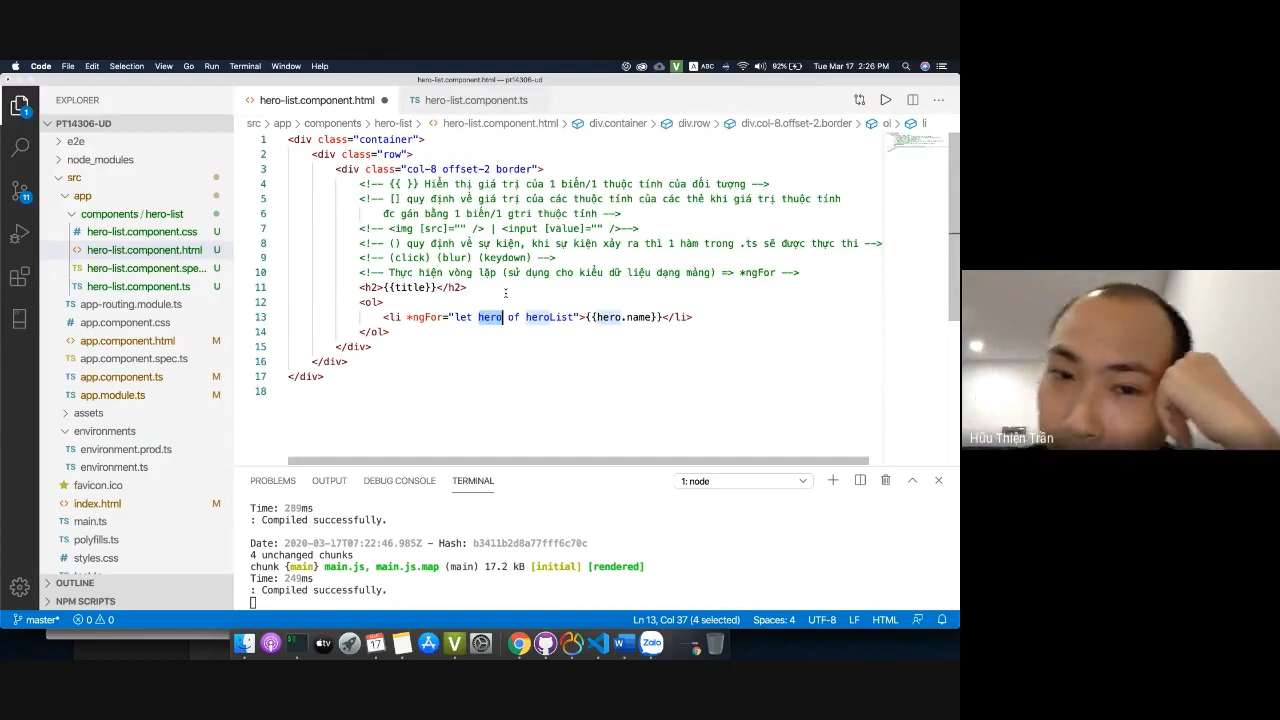 Code File Edit Selection View Go Run Terminal Window Help
V A ABC 92% Tue Mar 17 2:26 PM
hero-list.component.html — pt14306-ud
EXPLORER
PT14306-UD
e2e
node_modules
src
app
components / hero-list
hero-list.component.css U
hero-list.component.html U
hero-list.component.spe... U
hero-list.component.ts U
app-routing.module.ts
app.component.css
app.component.html M
app.component.spec.ts
app.component.ts M
app.module.ts M
assets
environments
environment.prod.ts
environment.ts
favicon.ico
index.html M
main.ts
polyfills.ts
styles.css
OUTLINE
NPM SCRIPTS
1
11
hero-list.component.html TS hero-list.component.ts
src > app > components > hero-list > hero-list.component.html > div.container > div.row > div.col-8.offset-2.border > ol > li
1 <div class="container">
2 <div class="row">
3 <div class="col-8 offset-2 border">
4 <!-- {{ }} Hiển thị giá trị của 1 biến/1 thuộc tính của đối tượng -->
5 <!-- [] quy định về giá trị của các thuộc tính của các thẻ khi giá trị thuộc tính
6 đc gán bằng 1 biến/1 gtri thuộc tính -->
7 <!-- <img [src]="" /> | <input [value]="" />-->
8 <!-- () quy định về sự kiện, khi sự kiện xảy ra thì 1 hàm trong .ts sẽ được thực thi -->
9 <!-- (click) (blur) (keydown) -->
10 <!-- Thực hiện vòng lặp (sử dụng cho kiểu dữ liệu dạng mảng) => *ngFor -->
11 <h2>{{title}}</h2>
12 <ol>
13 <li *ngFor="let hero of heroList">{{hero.name}}</li>
14 </ol>
15 </div>
16 </div>
17 </div>
18
PROBLEMS OUTPUT DEBUG CONSOLE TERMINAL 1: node
Time: 289ms
: Compiled successfully.
Date: 2020-03-17T07:22:46.985Z - Hash: b3411b2d8a77fff6c70c
4 unchanged chunks
chunk {main} main.js, main.js.map (main) 17.2 kB [initial] [rendered]
Time: 249ms
: Compiled successfully.
master* 0 0 Ln 13, Col 37 (4 selected) Spaces: 4 UTF-8 LF HTML
tv 17 V W Zalo
Hữu Thiện Trần